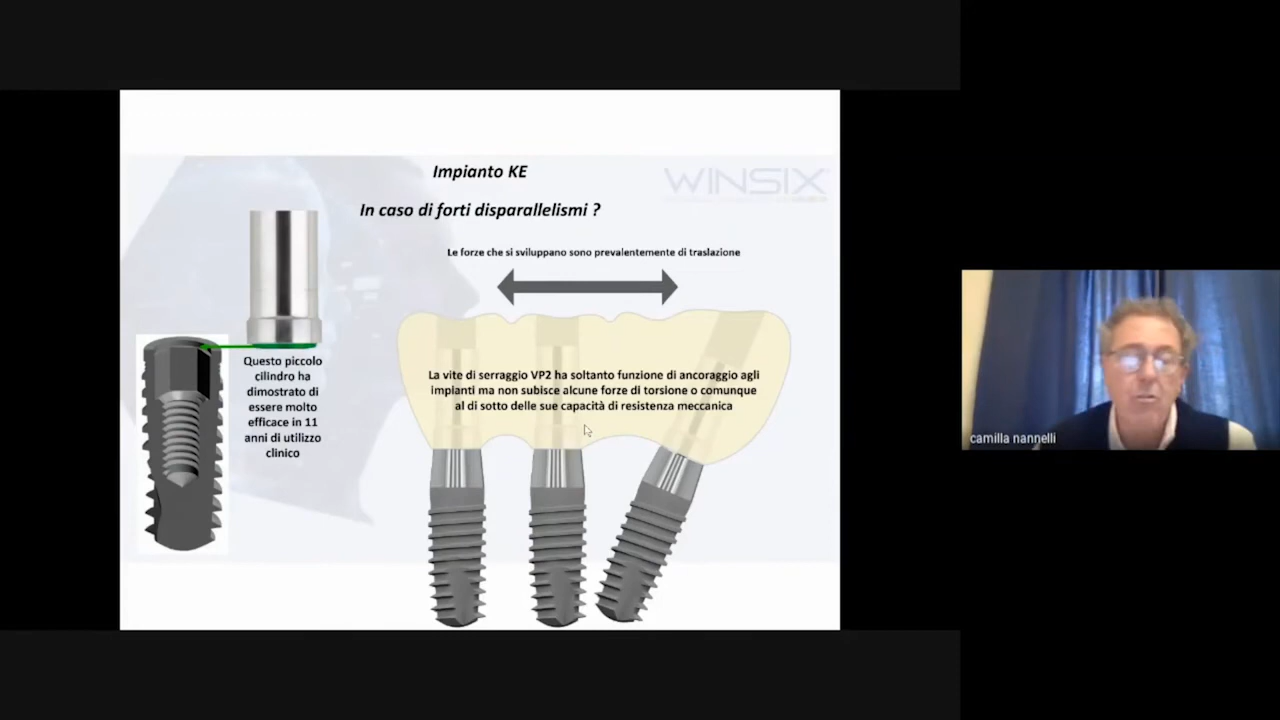 Impianto KE
WINSIX
In caso di forti disparallelismi ?
Le forze che si sviluppano sono prevalentemente di traslazione
Questo piccolo
cilindro ha
dimostrato di
essere molto
efficace in 11
anni di utilizzo
clinico
La vite di serraggio VP2 ha soltanto funzione di ancoraggio agli
impianti ma non subisce alcune forze di torsione o comunque
al di sotto delle sue capacità di resistenza meccanica
camilla nannelli